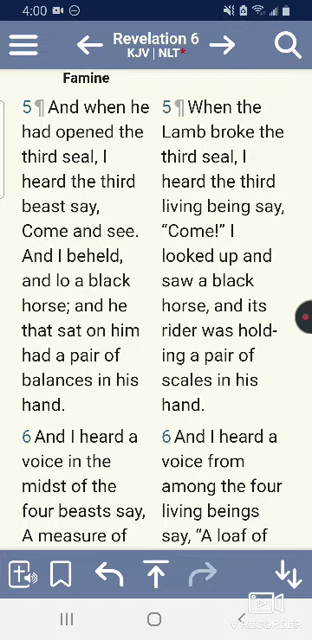 4:00
Revelation 6
KJV | NLT*
Famine
5 ¶ And when he
had opened the
third seal, I
heard the third
beast say,
Come and see.
And I beheld,
and lo a black
horse; and he
that sat on him
had a pair of
balances in his
hand.
6 And I heard a
voice in the
midst of the
four beasts say,
A measure of
5 ¶ When the
Lamb broke the
third seal, I
heard the third
living being say,
“Come!” I
looked up and
saw a black
horse, and its
rider was hold-
ing a pair of
scales in his
hand.
6 And I heard a
voice from
among the four
living beings
say, “A loaf of
V RECORDER